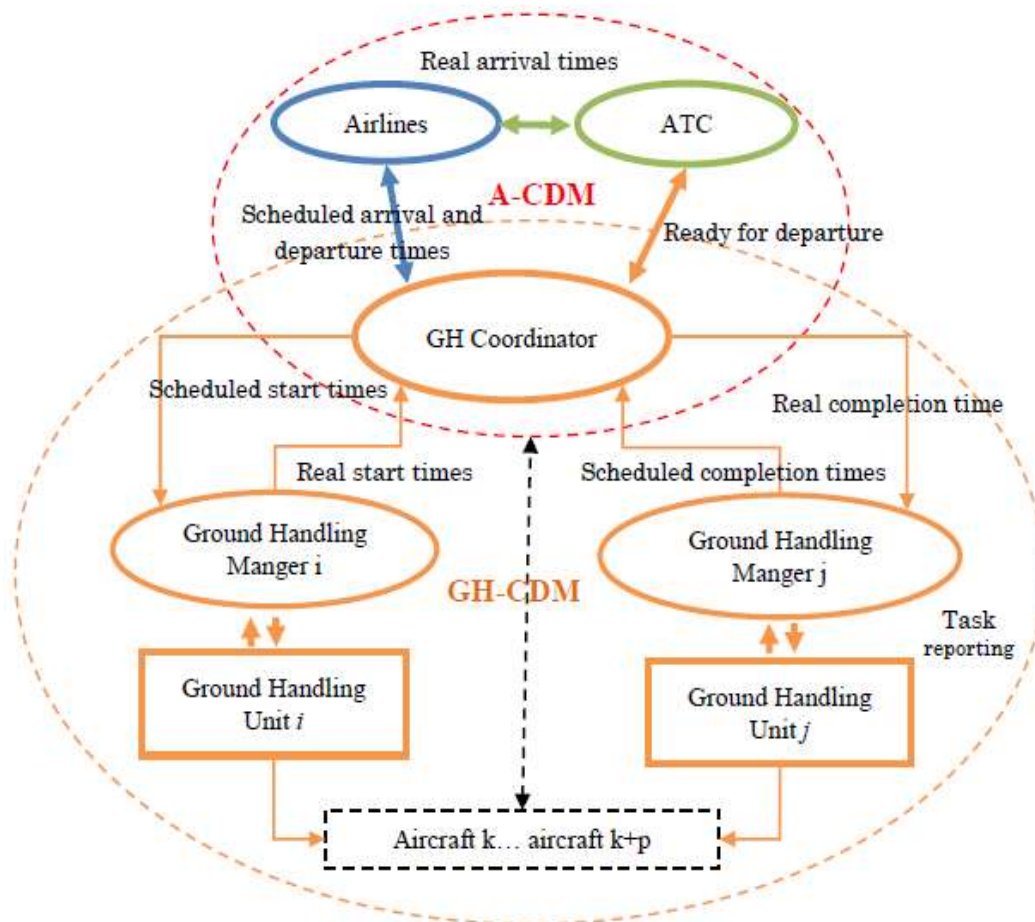 Real arrival times
Airlines
ATC
A-CDM
Scheduled arrival and
departure times
Ready for departure
GH Coordinator
Scheduled start times
Real completion time
Real start times
Scheduled completion times
Ground Handling
Manger i
Ground Handling
Manger j
GH-CDM
Task
reporting
Ground Handling
Unit i
Ground Handling
Unit j
Aircraft k… aircraft k+p